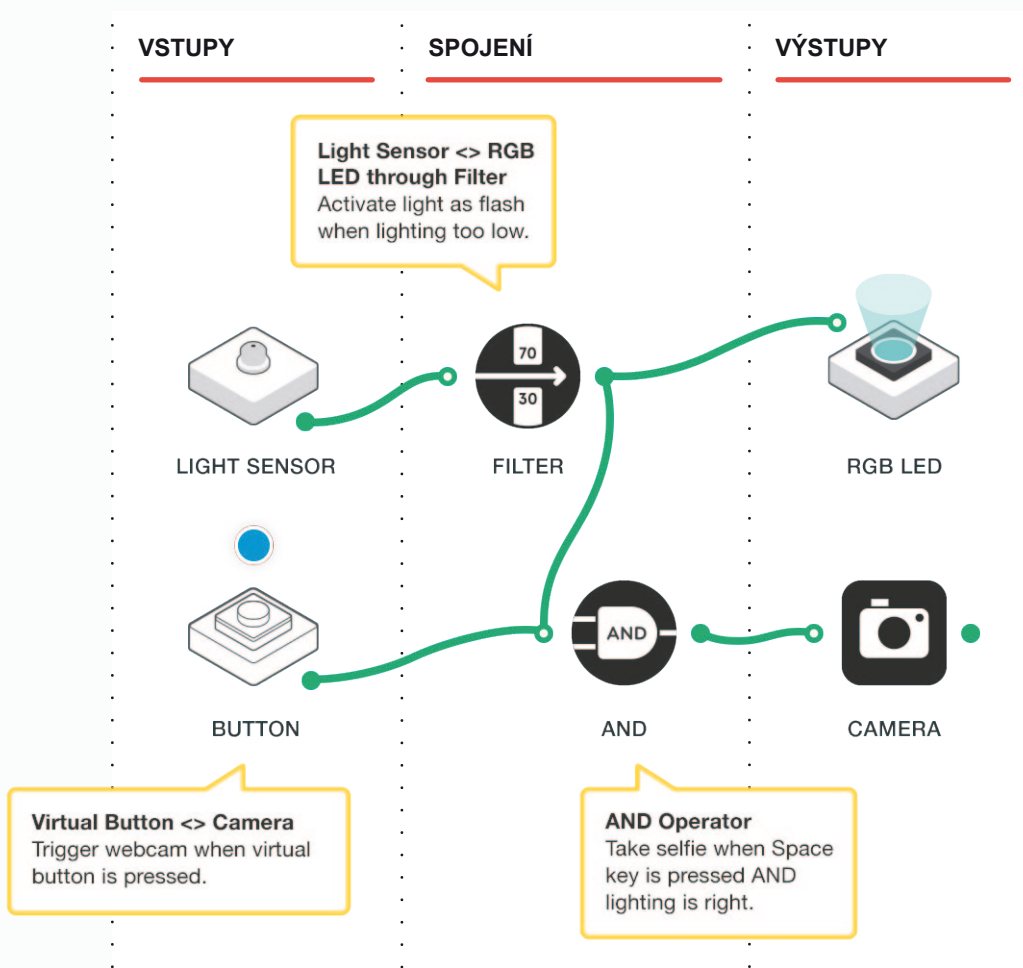 VSTUPY
SPOJENÍ
VÝSTUPY
Light Sensor <> RGB
LED through Filter
Activate light as flash
when lighting too low.
70
30
LIGHT SENSOR
FILTER
RGB LED
AND
BUTTON
AND
CAMERA
Virtual Button <> Camera
Trigger webcam when virtual
button is pressed.
AND Operator
Take selfie when Space
key is pressed AND
lighting is right.